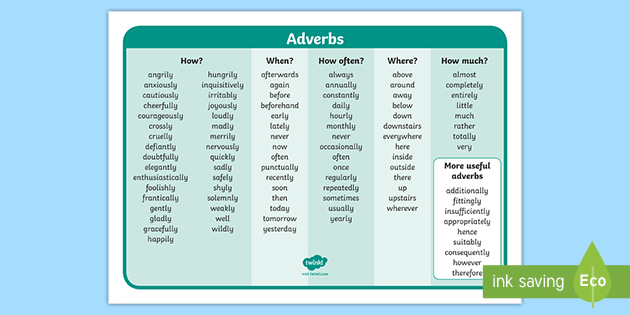 Adverbs
How?
angrily
anxiously
cautiously
cheerfully
courageously
crossly
cruelly
defiantly
doubtfully
elegantly
enthusiastically
foolishly
frantically
gently
gladly
gracefully
happily
hungrily
inquisitively
irritably
joyously
loudly
madly
merrily
nervously
quickly
sadly
safely
shyly
solemnly
weakly
well
wildly
When?
afterwards
again
before
beforehand
early
lately
never
now
often
punctually
recently
soon
then
today
tomorrow
yesterday
How often?
always
annually
constantly
daily
hourly
monthly
never
occasionally
often
once
regularly
repeatedly
sometimes
usually
yearly
Where?
above
around
away
below
down
downstairs
everywhere
here
inside
outside
there
up
upstairs
wherever
How much?
almost
completely
entirely
little
much
rather
totally
very
More useful
adverbs
additionally
fittingly
insufficiently
appropriately
hence
suitably
consequently
however
therefore
twinkl
visit twinkl.com
ink saving
Eco